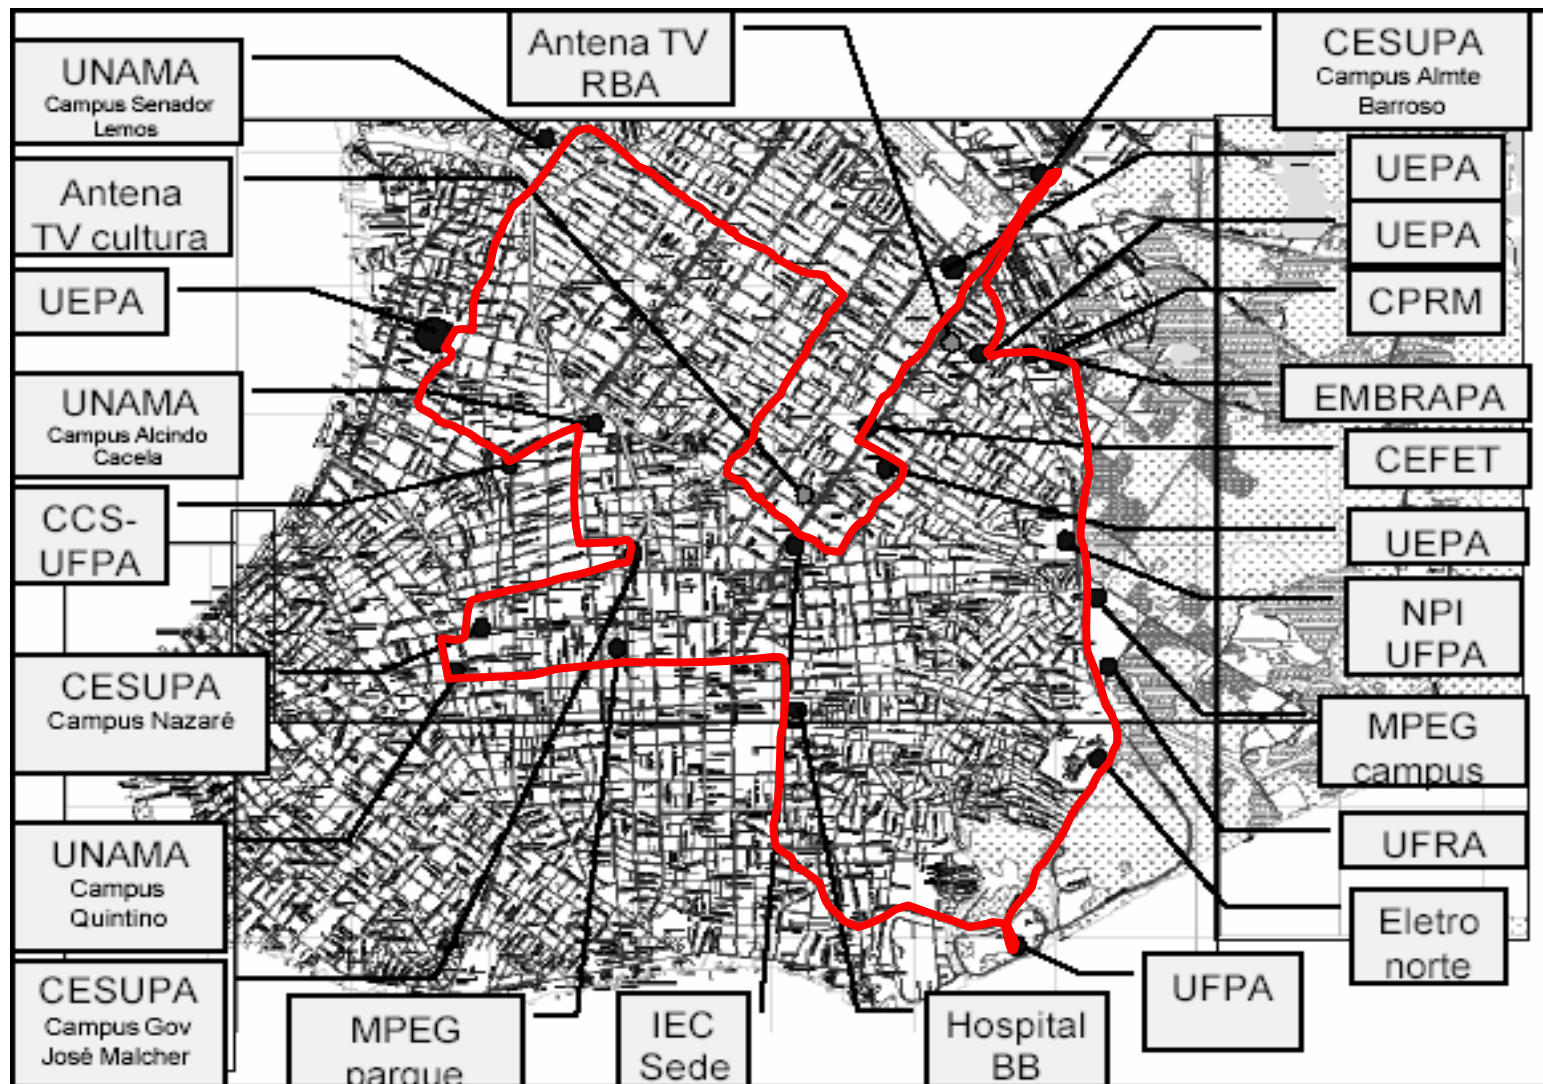 UNAMA
Campus Senador
Lemos
Antena
TV cultura
UEPA
UNAMA
Campus Alcindo
Cacela
CCS-
UFPA
CESUPA
Campus Nazaré
UNAMA
Campus
Quintino
CESUPA
Campus Gov
José Malcher
Antena TV
RBA
MPEG
parque
IEC
Sede
Hospital
BB
UFPA
CESUPA
Campus Almte
Barroso
UEPA
UEPA
CPRM
EMBRAPA
CEFET
UEPA
NPI
UFPA
MPEG
campus
UFRA
Eletro
norte